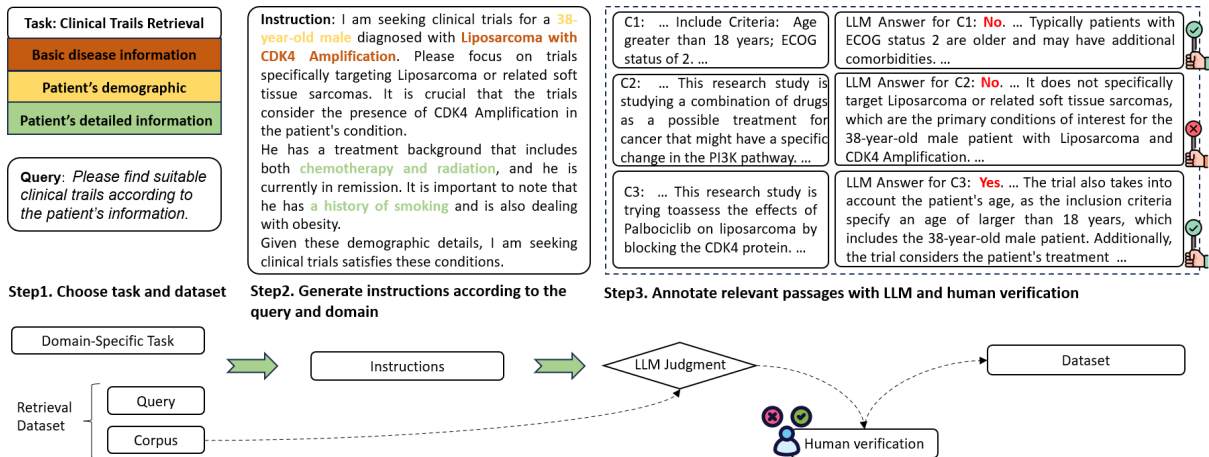 Task: Clinical Trails Retrieval
Basic disease information
Patient's demographic
Patient's detailed information
Query: Please find suitable
clinical trails according to
the patient's information.
Step1. Choose task and dataset
Instruction: I am seeking clinical trials for a 38-
year-old male diagnosed with Liposarcoma with
CDK4 Amplification. Please focus on trials
specifically targeting Liposarcoma or related soft
tissue sarcomas. It is crucial that the trials
consider the presence of CDK4 Amplification in
the patient's condition.
He has a treatment background that includes
both chemotherapy and radiation, and he is
currently in remission. It is important to note that
he has a history of smoking and is also dealing
with obesity.
Given these demographic details, I am seeking
clinical trials satisfies these conditions.
Step2. Generate instructions according to the
query and domain
C1: … Include Criteria: Age
greater than 18 years; ECOG
status of 2. …
LLM Answer for C1: No. … Typically patients with
ECOG status 2 are older and may have additional
comorbidities. …
C2: … This research study is
studying a combination of drugs
as a possible treatment for
cancer that might have a specific
change in the PI3K pathway. …
LLM Answer for C2: No. … It does not specifically
target Liposarcoma or related soft tissue sarcomas,
which are the primary conditions of interest for the
38-year-old male patient with Liposarcoma and
CDK4 Amplification. …
C3: … This research study is
trying toassess the effects of
Palbociclib on liposarcoma by
blocking the CDK4 protein. …
LLM Answer for C3: Yes. … The trial also takes into
account the patient's age, as the inclusion criteria
specify an age of larger than 18 years, which
includes the 38-year-old male patient. Additionally,
the trial considers the patient's treatment …
Step3. Annotate relevant passages with LLM and human verification
Domain-Specific Task
Retrieval
Dataset
Query
Corpus
Instructions
LLM Judgment
Human verification
Dataset